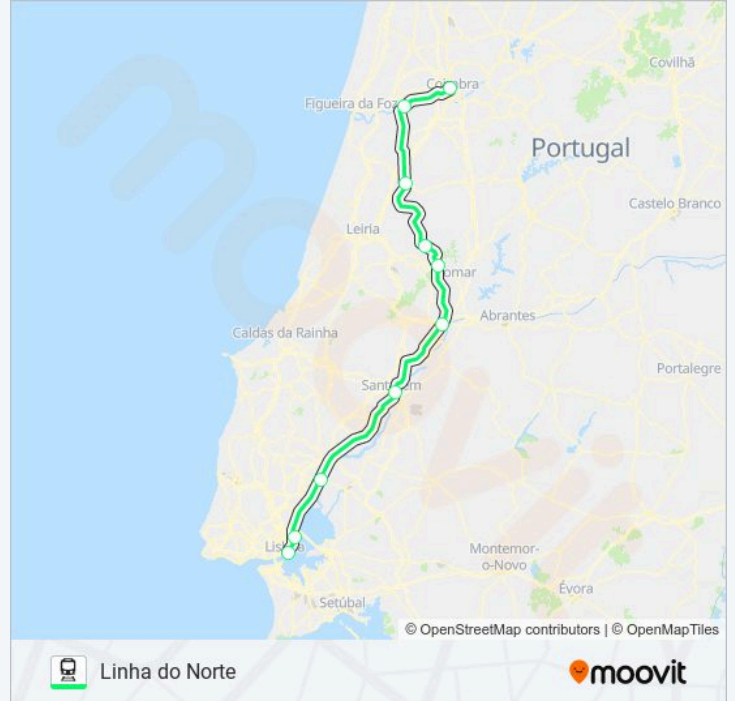 Covilhã
Coimbra
Figueira da Foz
Portugal
Castelo Branco
Leiria
Tomar
Abrantes
Caldas da Rainha
Portalegre
Santarém
Lisboa
Montemor-
o-Novo
Évora
Setúbal
moovit
© OpenStreetMap contributors | © OpenMapTiles
Linha do Norte
moovit